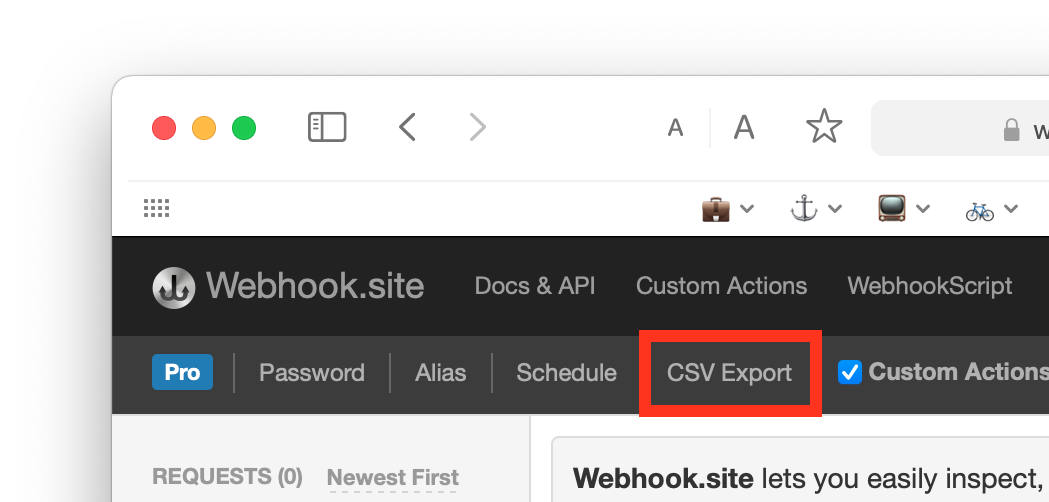 A A w
Webhook.site Docs & API Custom Actions WebhookScript
Pro Password Alias Schedule CSV Export Custom Actions
REQUESTS (0) Newest First
Webhook.site lets you easily inspect,